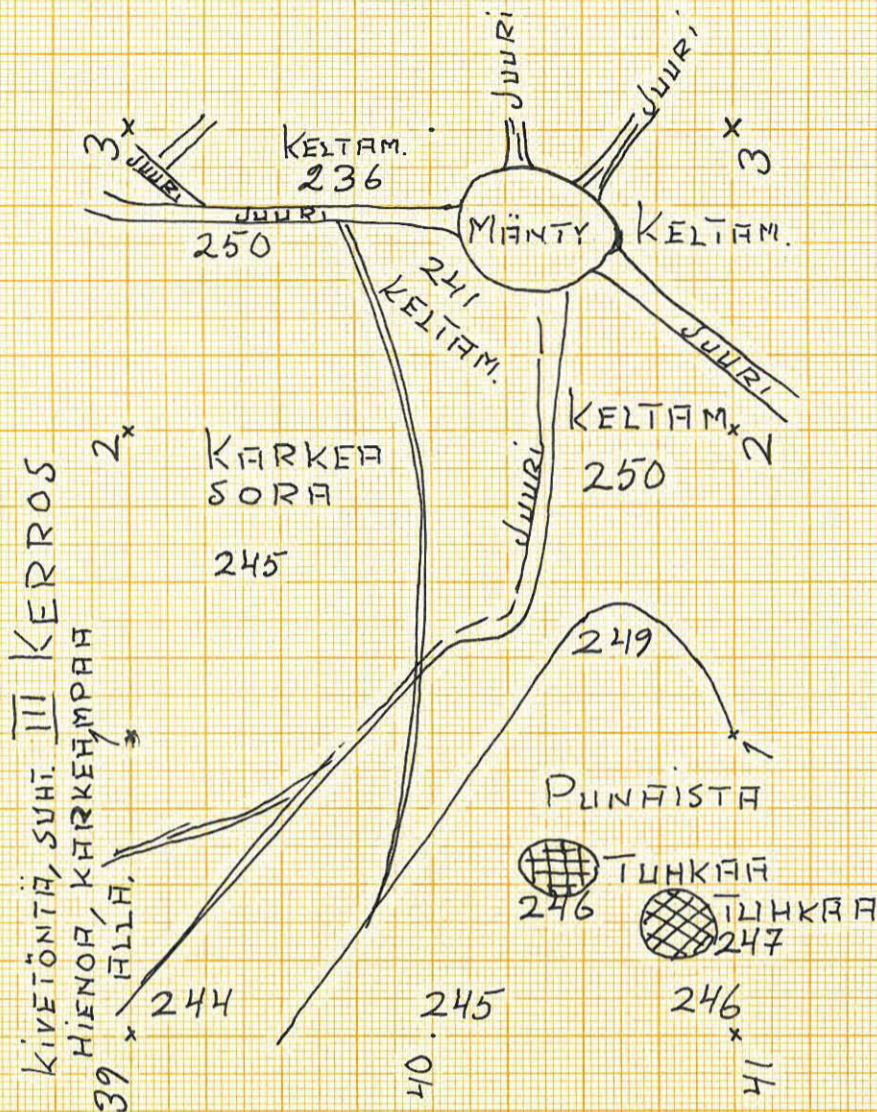 JUURI
JUURI
3
JUURI
KELTAM.
236
3
JUURI
MÄNTY
KELTAM.
250
241
KELTAM.
JUURI
2
KARKEA
SORA
245
JUURI
KELTAM.
250
2
249
1
1
PUNAISTA
TUHKAA
246
TUHKAA
247
244
245
246
39
40
41
III KERROS
KIVETÖNTÄ, SUHT.
HIENOA, KARKEAMPAA
ALLA.